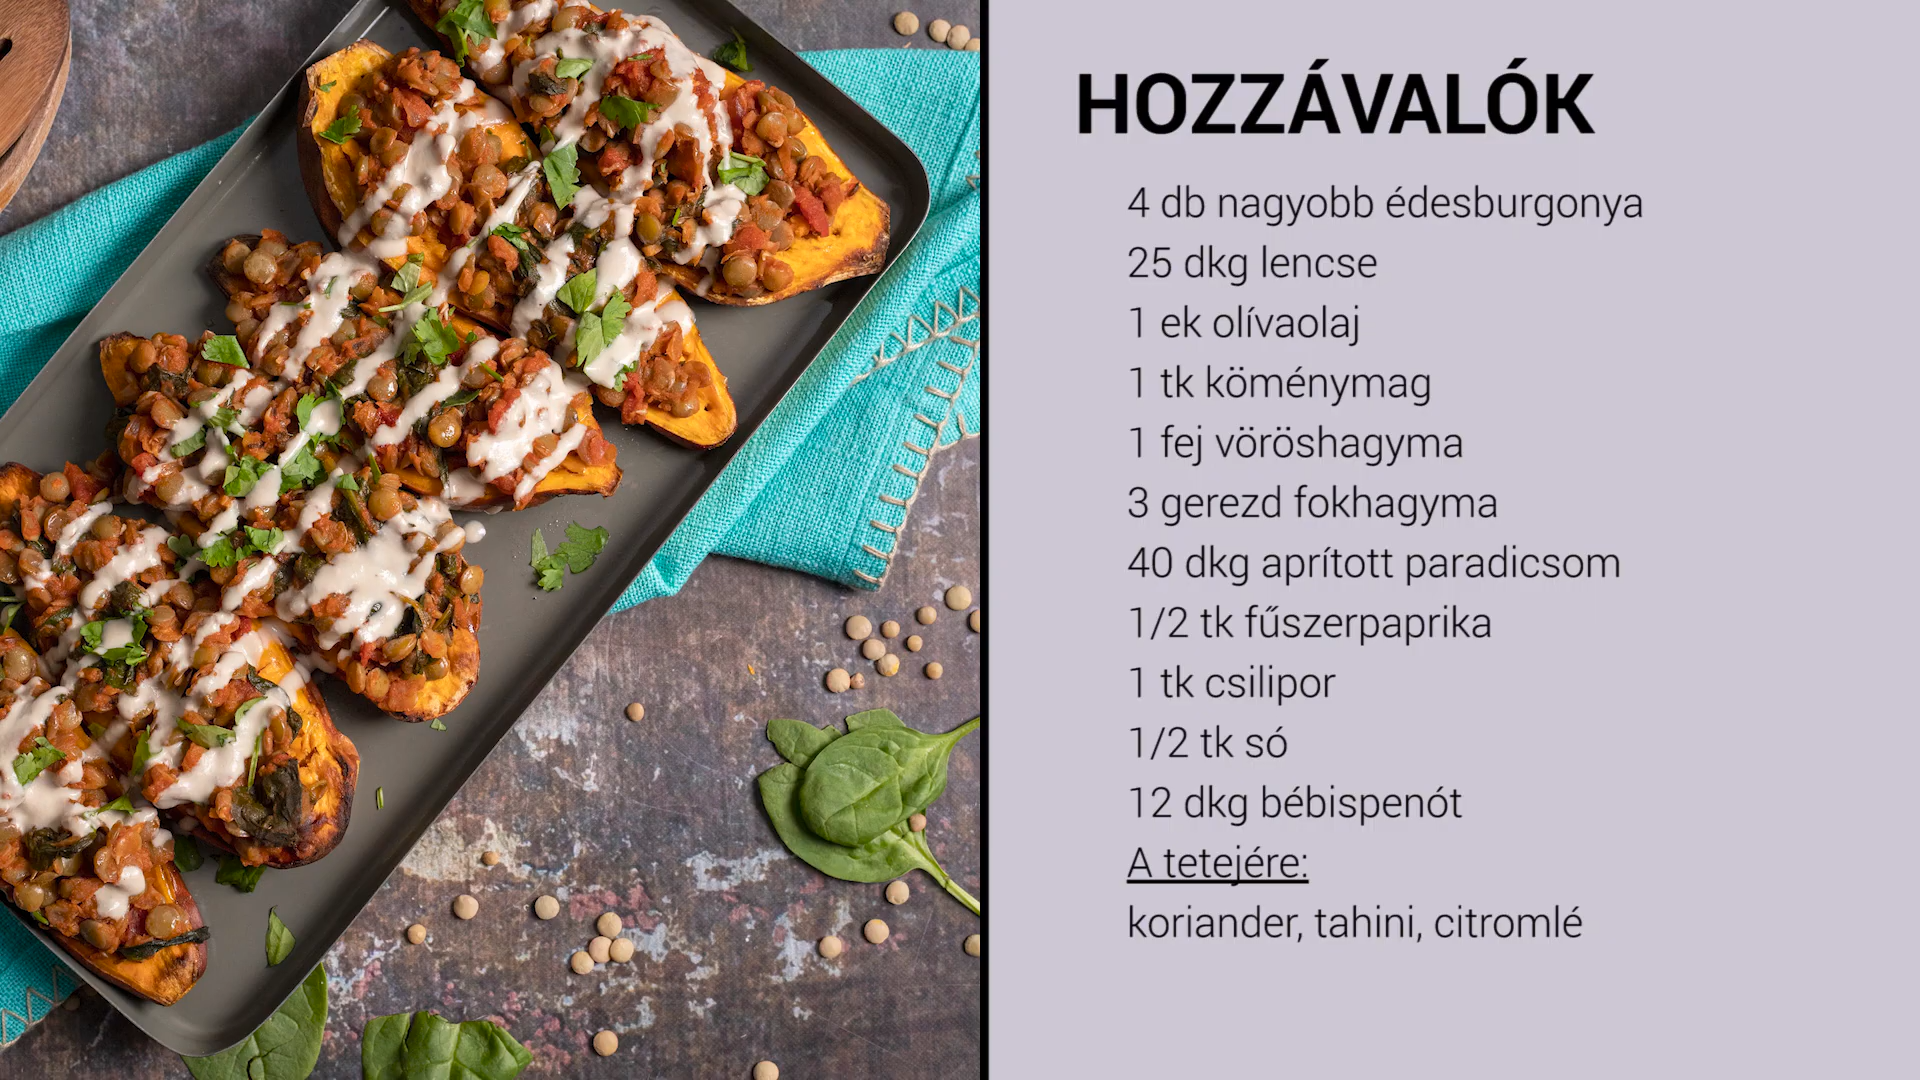 HOZZÁVALÓK
4 db nagyobb édesburgonya
25 dkg lencse
1 ek olívaolaj
1 tk köménymag
1 fej vöröshagyma
3 gerezd fokhagyma
40 dkg aprított paradicsom
1/2 tk fűszerpaprika
1 tk csilipor
1/2 tk só
12 dkg bébispenót
A tetejére:
koriander, tahini, citromlé